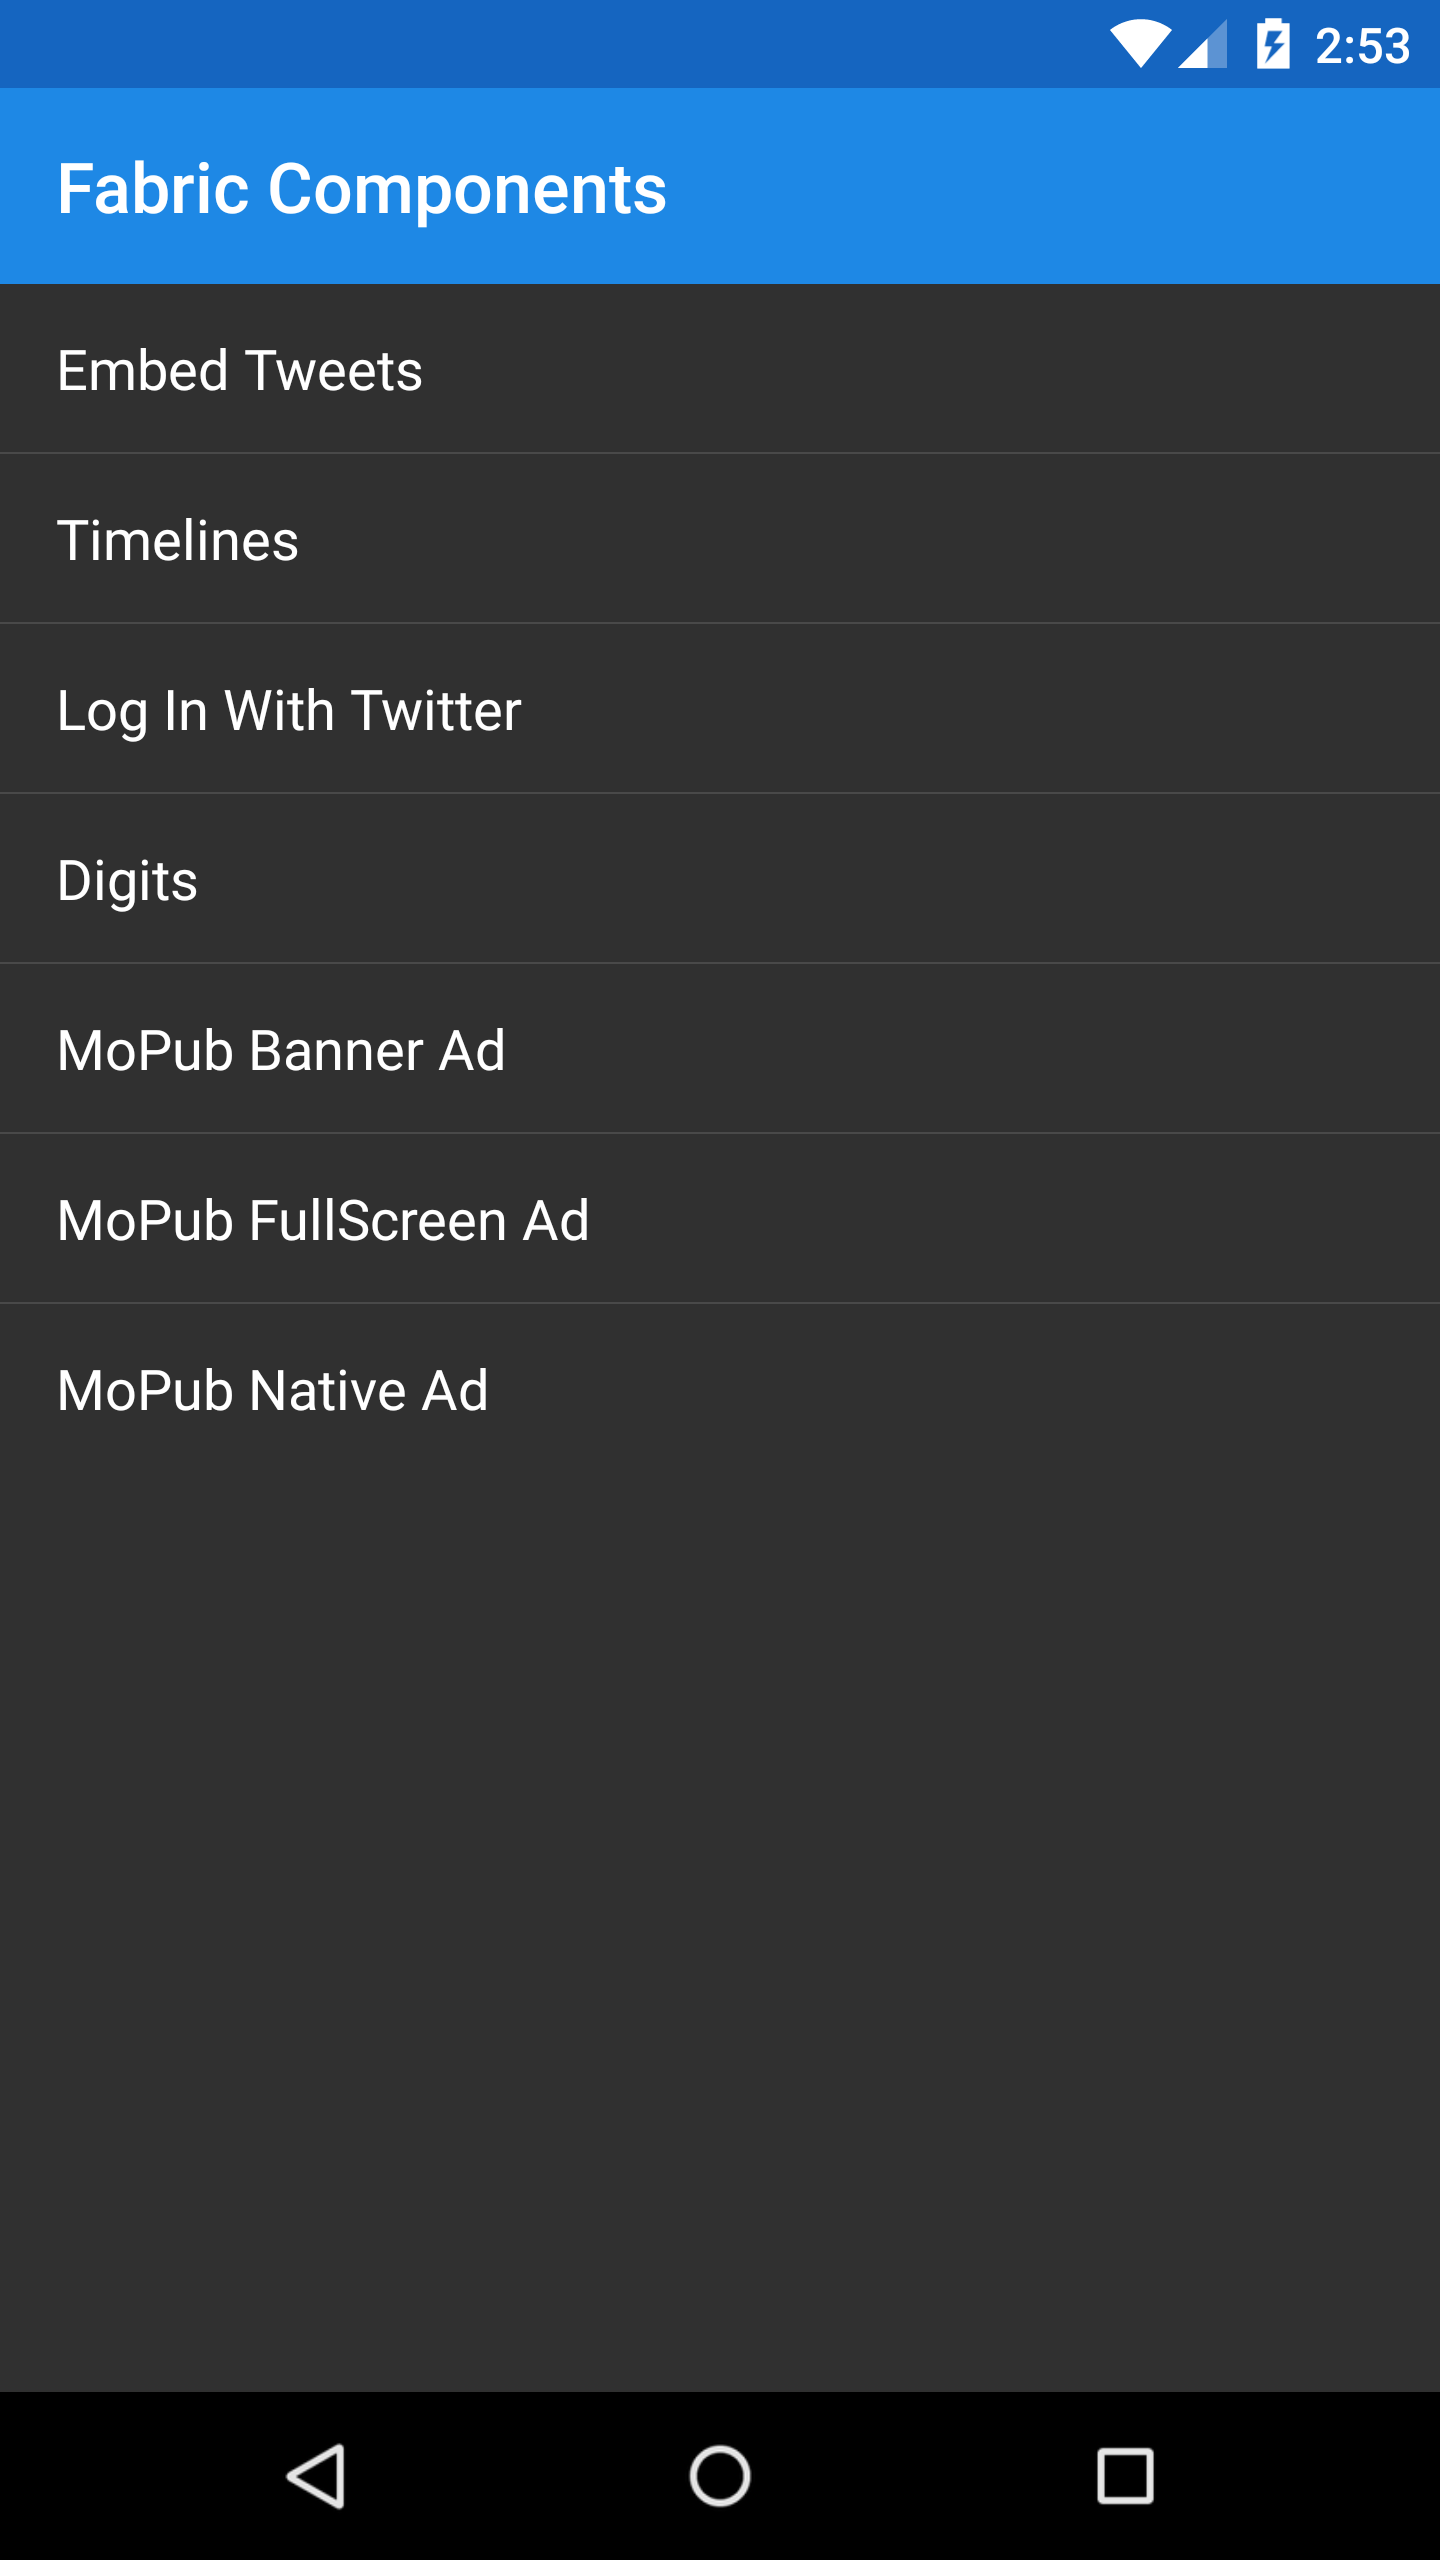 2:53
Fabric Components
Embed Tweets
Timelines
Log In With Twitter
Digits
MoPub Banner Ad
MoPub FullScreen Ad
MoPub Native Ad